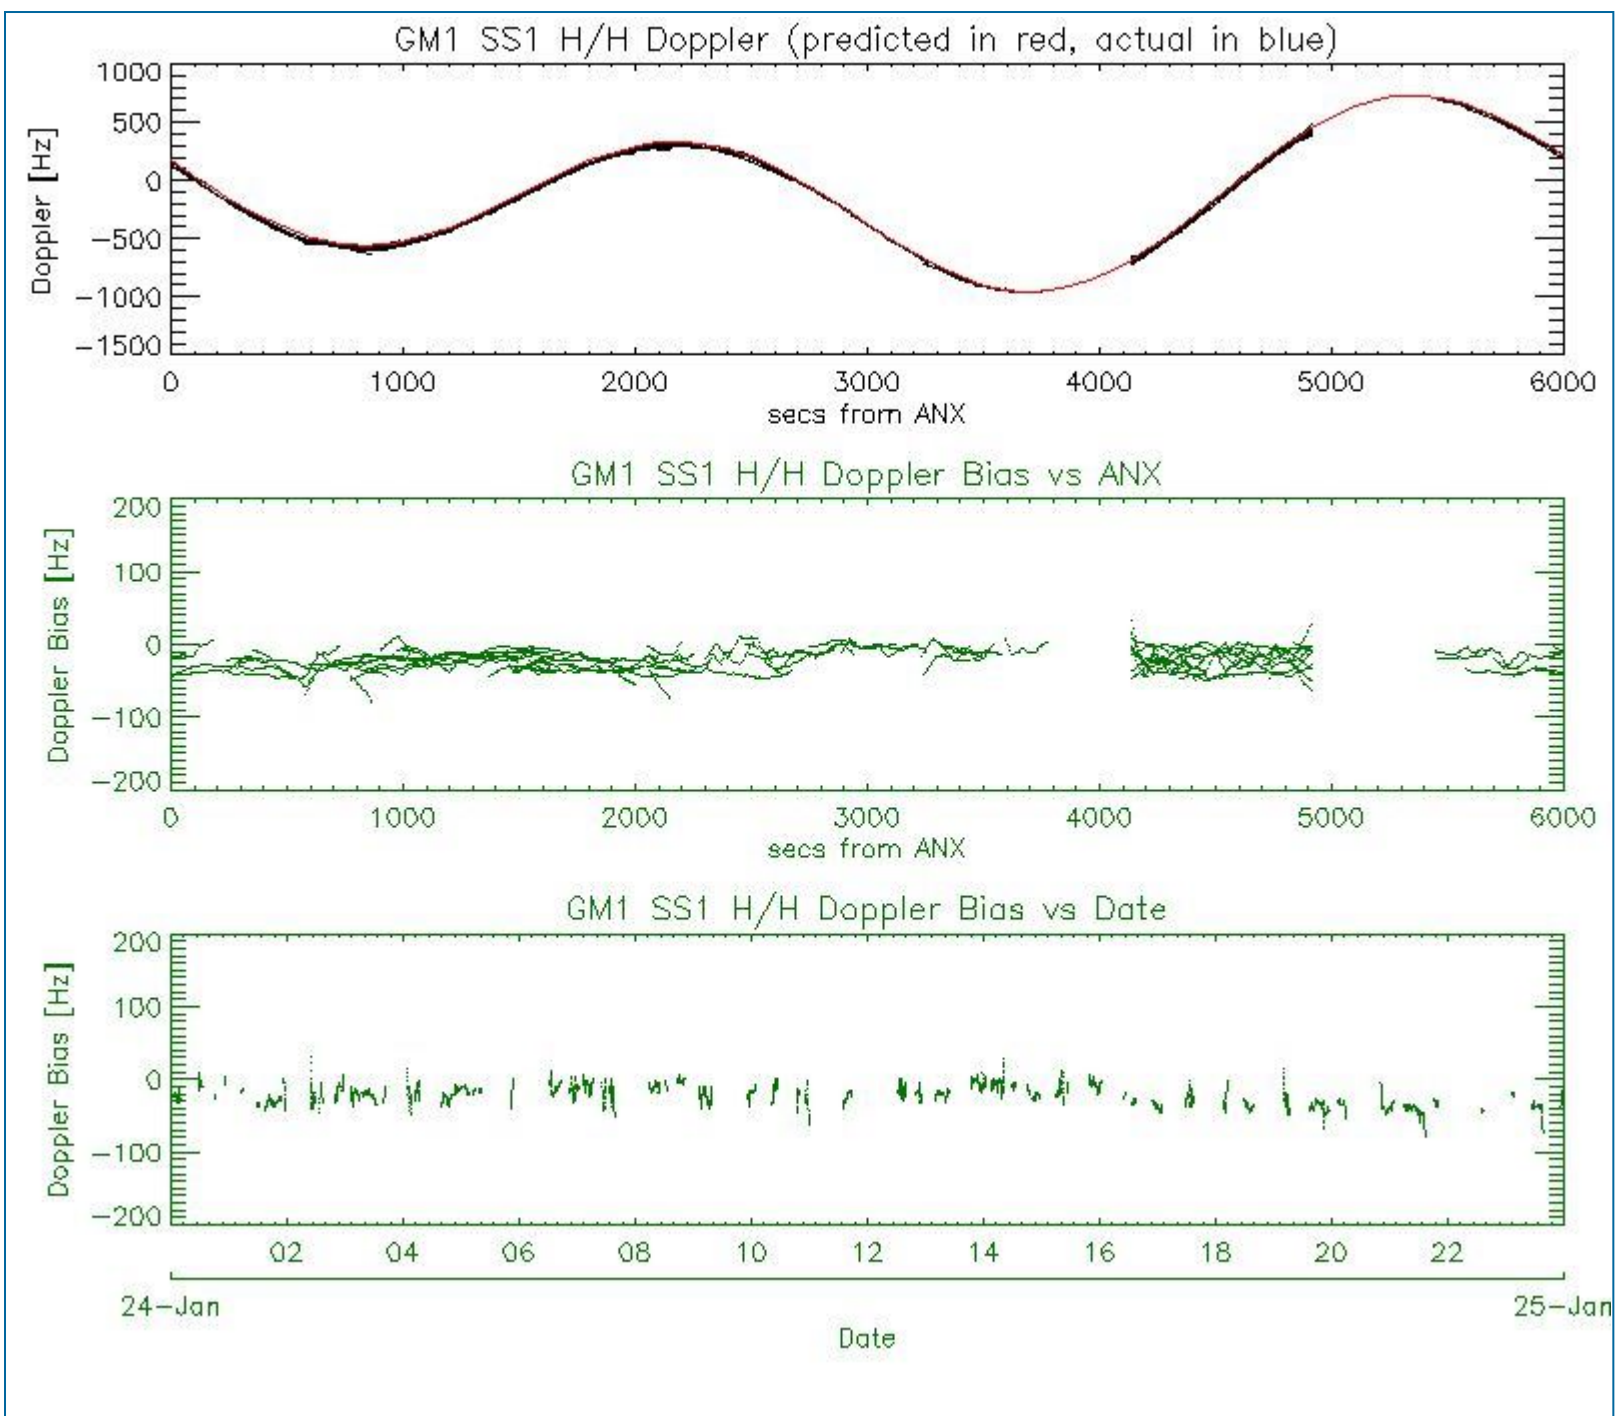 GM1 SS1 H/H Doppler (predicted in red, actual in blue)
1000
500
0
−500
−1000
−1500
Doppler [Hz]
0 1000 2000 3000 4000 5000 6000
secs from ANX
GM1 SS1 H/H Doppler Bias vs ANX
200
100
0
−100
−200
Doppler Bias [Hz]
0 1000 2000 3000 4000 5000 6000
secs from ANX
GM1 SS1 H/H Doppler Bias vs Date
200
100
0
−100
−200
Doppler Bias [Hz]
02 04 06 08 10 12 14 16 18 20 22
24−Jan 25−Jan
Date